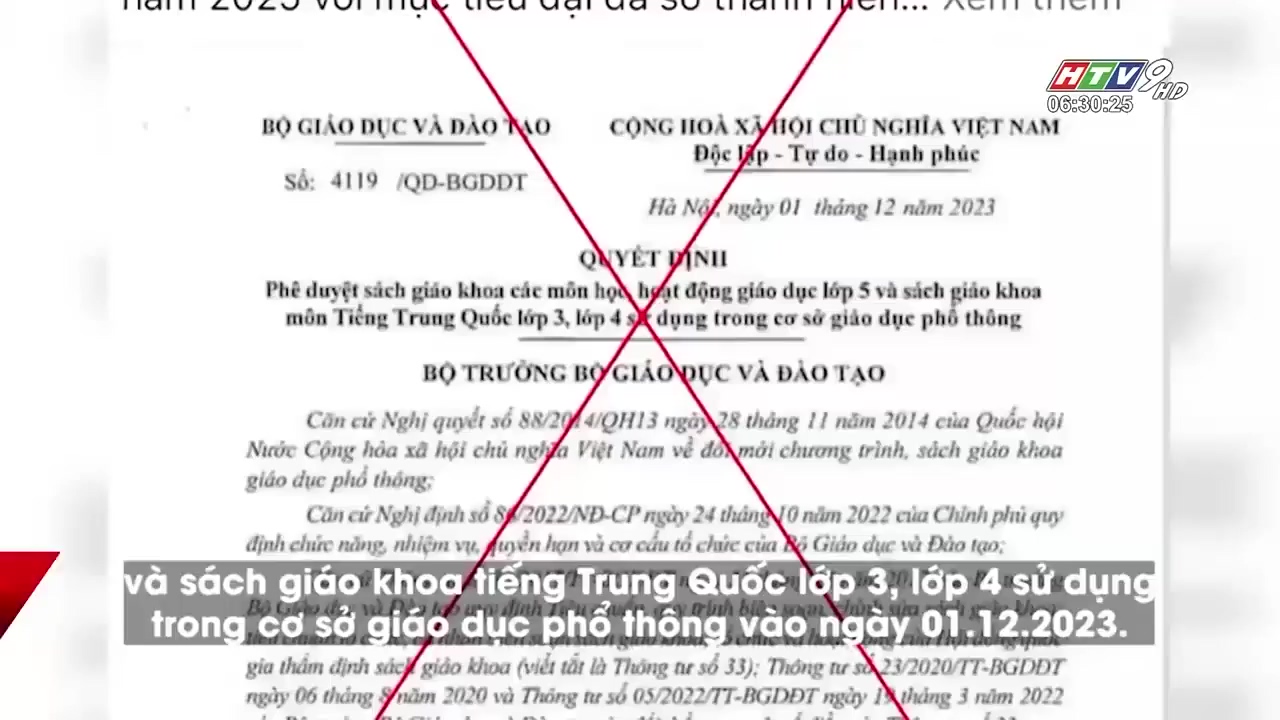 năm 2025 với mục tiêu đại đa số thanh niên... Xem thêm
HTV9 HD
06:30:25
BỘ GIÁO DỤC VÀ ĐÀO TẠO
CỘNG HOÀ XÃ HỘI CHỦ NGHĨA VIỆT NAM
Độc lập - Tự do - Hạnh phúc
Số: 4119 /QD-BGDDT
Hà Nội, ngày 01 tháng 12 năm 2023
QUYẾT ĐỊNH
Phê duyệt sách giáo khoa các môn học, hoạt động giáo dục lớp 5 và sách giáo khoa
môn Tiếng Trung Quốc lớp 3, lớp 4 sử dụng trong cơ sở giáo dục phổ thông
BỘ TRƯỞNG BỘ GIÁO DỤC VÀ ĐÀO TẠO
Căn cứ Nghị quyết số 88/2014/QH13 ngày 28 tháng 11 năm 2014 của Quốc hội
Nước Cộng hòa xã hội chủ nghĩa Việt Nam về đổi mới chương trình, sách giáo khoa
giáo dục phổ thông;
Căn cứ Nghị định số 86/2022/NĐ-CP ngày 24 tháng 10 năm 2022 của Chính phủ quy
định chức năng, nhiệm vụ, quyền hạn và cơ cấu tổ chức của Bộ Giáo dục và Đào tạo;
và sách giáo khoa tiếng Trung Quốc lớp 3, lớp 4 sử dụng
trong cơ sở giáo dục phổ thông vào ngày 01.12.2023.
gia thẩm định sách giáo khoa (viết tắt là Thông tư số 33); Thông tư số 23/2020/TT-BGDĐT
ngày 06 tháng 8 năm 2020 và Thông tư số 05/2022/TT-BGDĐT ngày 19 tháng 3 năm 2022